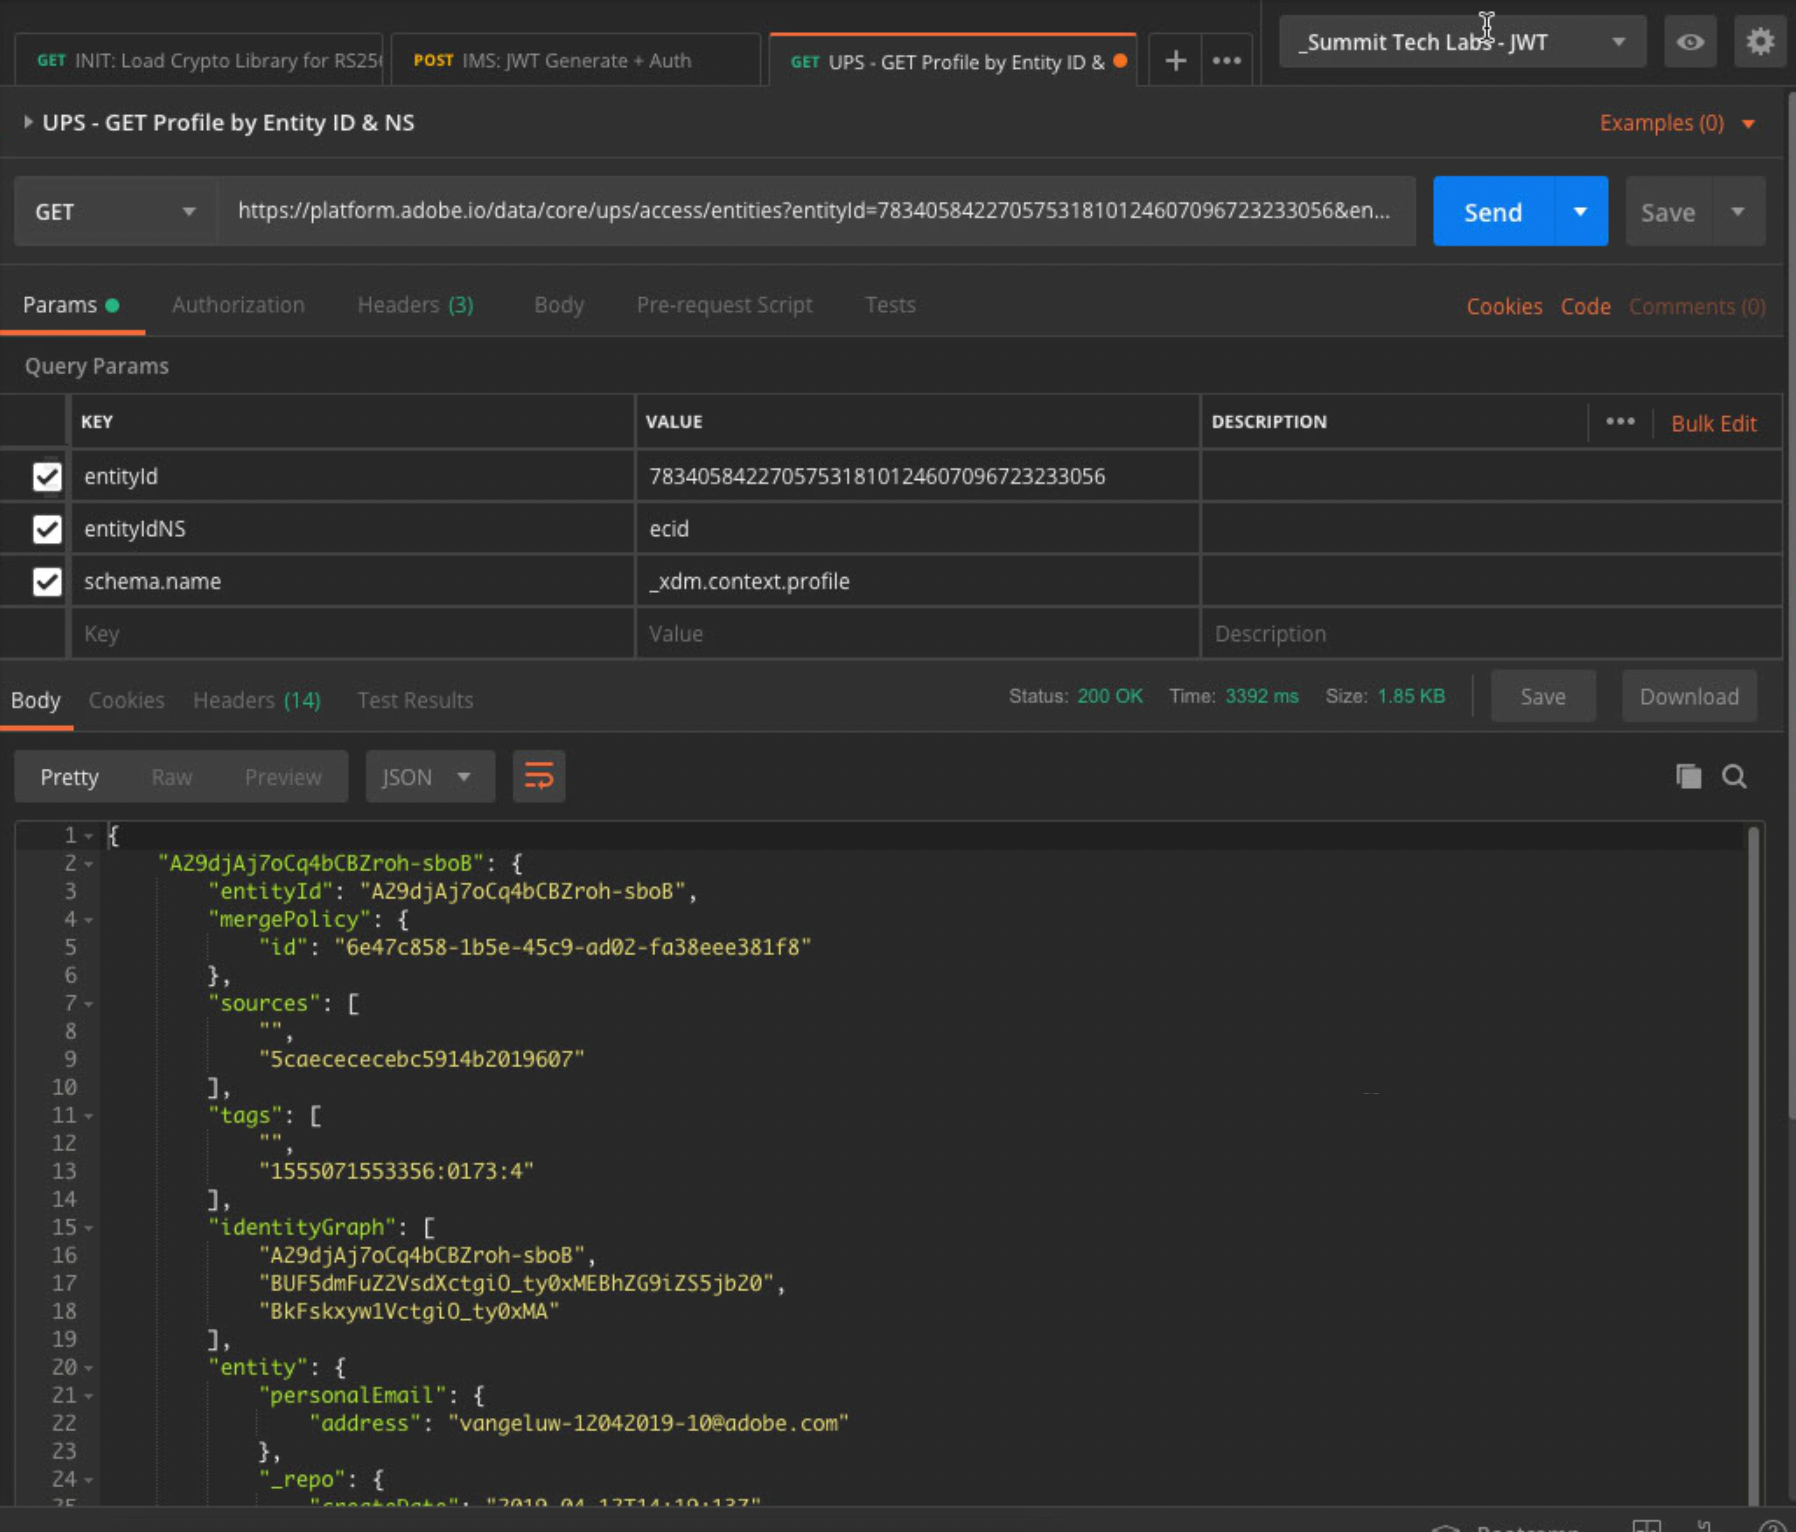 GET INIT: Load Crypto Library for RS25
POST IMS: JWT Generate + Auth
GET UPS - GET Profile by Entity ID &
_Summit Tech Labs - JWT
UPS - GET Profile by Entity ID & NS
Examples (0)
GET
https://platform.adobe.io/data/core/ups/access/entities?entityId=78340584227057531810124607096723233056&en...
Send
Save
Params
Authorization
Headers (3)
Body
Pre-request Script
Tests
Cookies
Code
Comments (0)
Query Params
KEY VALUE DESCRIPTION
Bulk Edit
entityId 78340584227057531810124607096723233056
entityIdNS ecid
schema.name _xdm.context.profile
Key Value Description
Body
Cookies
Headers (14)
Test Results
Status: 200 OK Time: 3392 ms Size: 1.85 KB
Save
Download
Pretty
Raw
Preview
JSON
1 {
2 "A29djAj7oCq4bCBZroh-sboB": {
3 "entityId": "A29djAj7oCq4bCBZroh-sboB",
4 "mergePolicy": {
5 "id": "6e47c858-1b5e-45c9-ad02-fa38eee381f8"
6 },
7 "sources": [
8 "",
9 "5caecececebc5914b2019607"
10 ],
11 "tags": [
12 "",
13 "1555071553356:0173:4"
14 ],
15 "identityGraph": [
16 "A29djAj7oCq4bCBZroh-sboB",
17 "BUF5dmFuZ2VsdXctgiO_ty0xMEBhZG9iZS5jb20",
18 "BkFskxyw1VctgiO_ty0xMA"
19 ],
20 "entity": {
21 "personalEmail": {
22 "address": "vangeluw-12042019-10@adobe.com"
23 },
24 "_repo": {
25 "createDate": "2019-04-12T14:19:13Z"